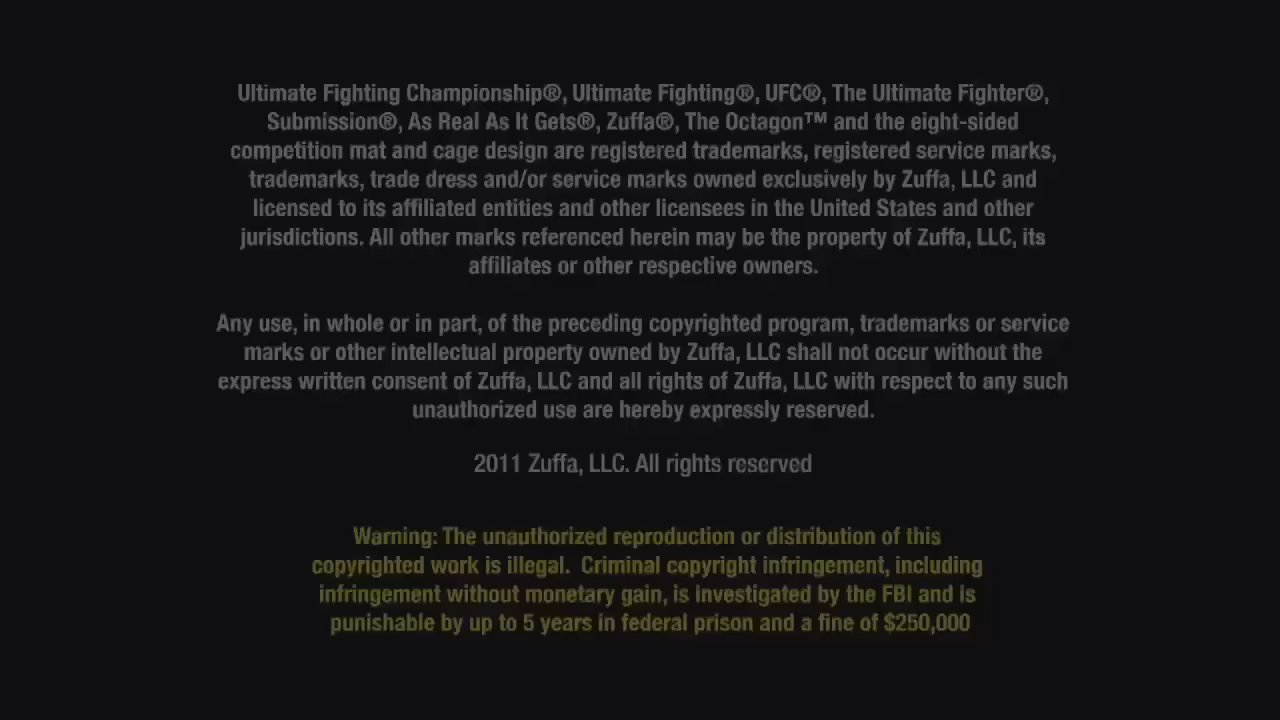 Ultimate Fighting Championship®, Ultimate Fighting®, UFC®, The Ultimate Fighter®,
Submission®, As Real As It Gets®, Zuffa®, The Octagon™ and the eight-sided
competition mat and cage design are registered trademarks, registered service marks,
trademarks, trade dress and/or service marks owned exclusively by Zuffa, LLC and
licensed to its affiliated entities and other licensees in the United States and other
jurisdictions. All other marks referenced herein may be the property of Zuffa, LLC, its
affiliates or other respective owners.
Any use, in whole or in part, of the preceding copyrighted program, trademarks or service
marks or other intellectual property owned by Zuffa, LLC shall not occur without the
express written consent of Zuffa, LLC and all rights of Zuffa, LLC with respect to any such
unauthorized use are hereby expressly reserved.
2011 Zuffa, LLC. All rights reserved
Warning: The unauthorized reproduction or distribution of this
copyrighted work is illegal.  Criminal copyright infringement, including
infringement without monetary gain, is investigated by the FBI and is
punishable by up to 5 years in federal prison and a fine of $250,000